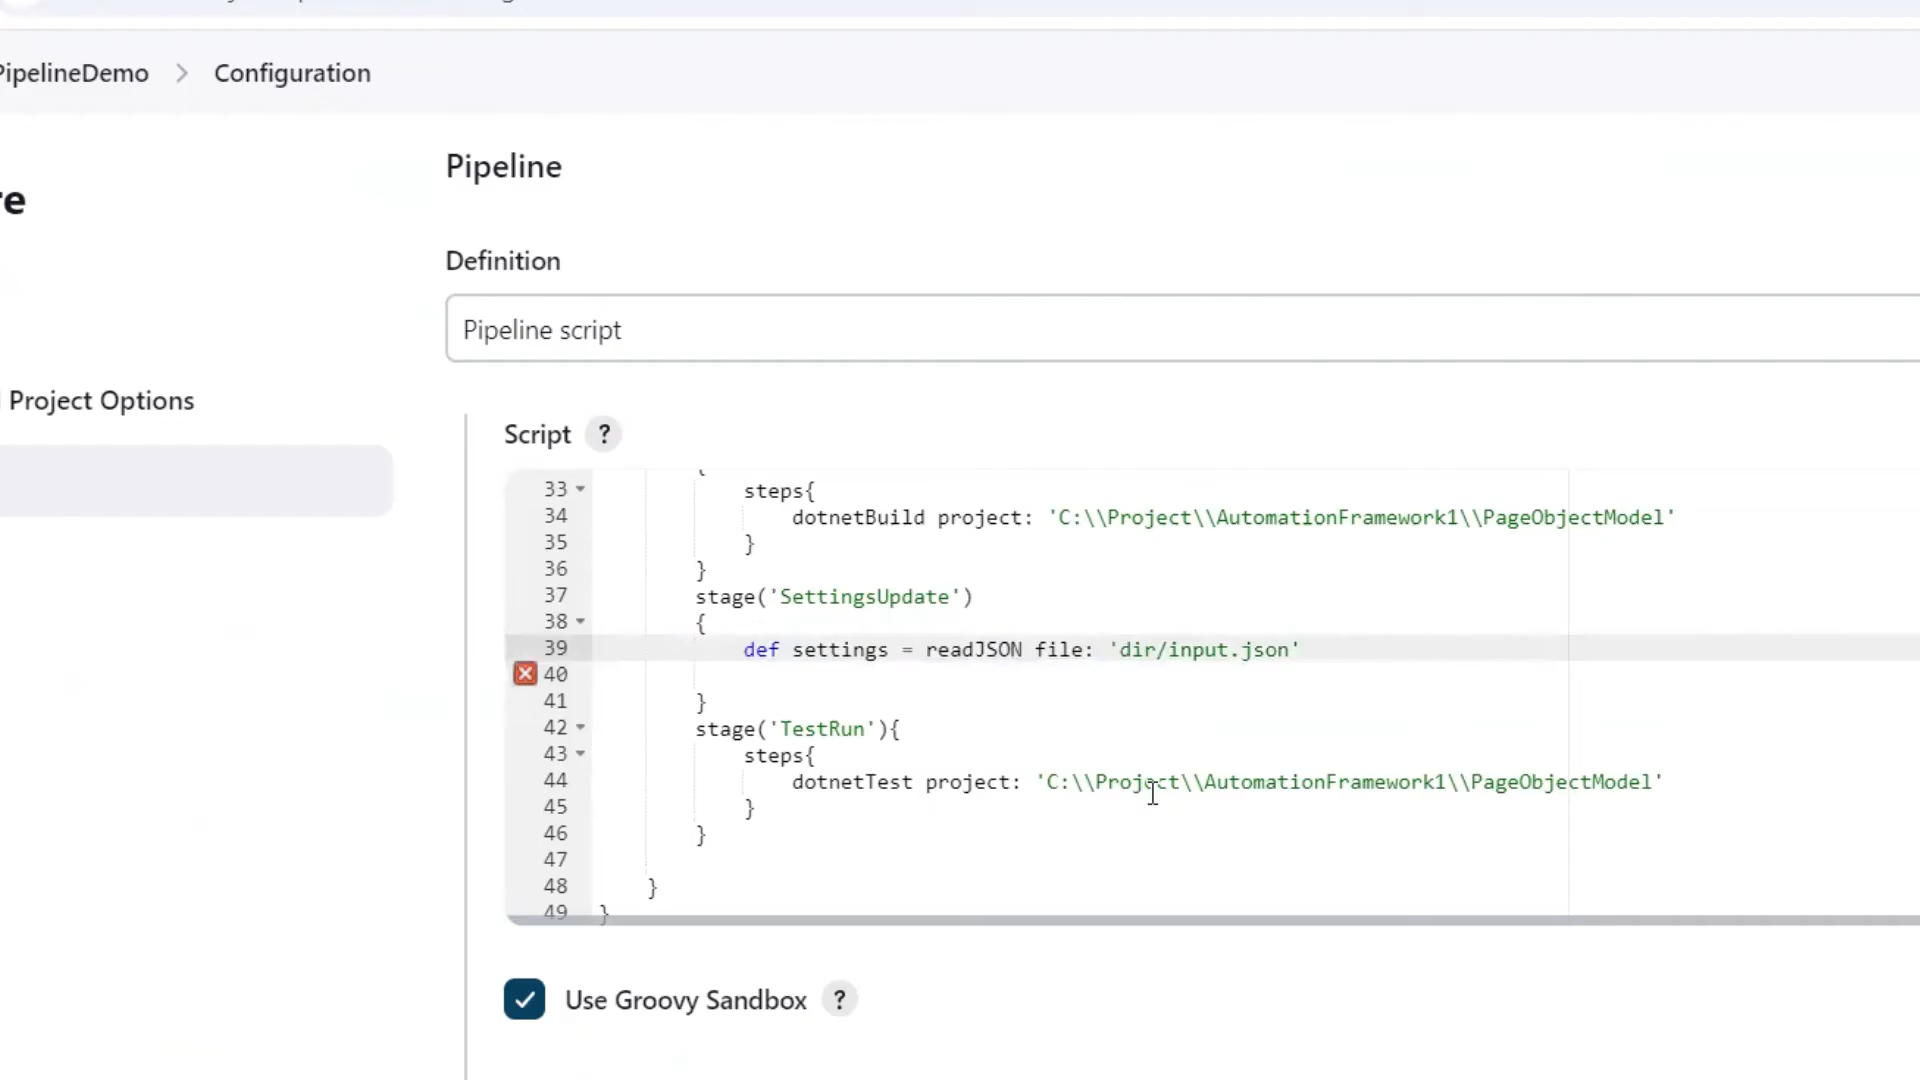 PipelineDemo > Configuration
re
Project Options
Pipeline
Definition
Pipeline script
Script ?
33 steps{
34 dotnetBuild project: 'C:\\Project\\AutomationFramework1\\PageObjectModel'
35 }
36 }
37 stage('SettingsUpdate')
38 {
39 def settings = readJSON file: 'dir/input.json'
40
41 }
42 stage('TestRun'){
43 steps{
44 dotnetTest project: 'C:\\Project\\AutomationFramework1\\PageObjectModel'
45 }
46 }
47
48 }
49 }
Use Groovy Sandbox ?